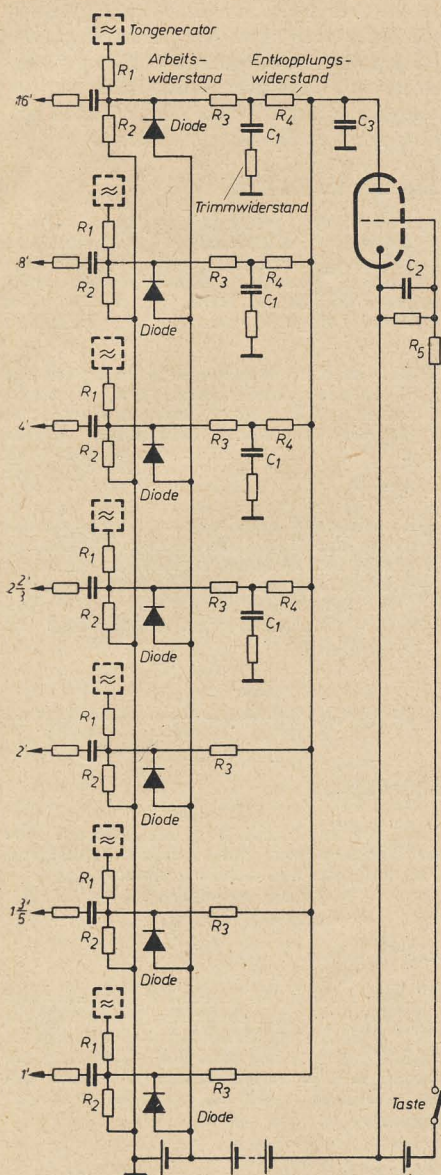 Tongenerator
R1
Arbeits-
widerstand
Entkopplungs-
widerstand
16'
R2
Diode
R3
C1
R4
C3
Trimmwiderstand
R1
8'
R2
Diode
R3
C1
R4
C2
R5
R1
4'
R2
Diode
R3
C1
R4
R1
2 2/3'
R2
Diode
R3
C1
R4
R1
2'
R2
Diode
R3
R1
1 3/5'
R2
Diode
R3
R1
1'
R2
Diode
R3
Taste